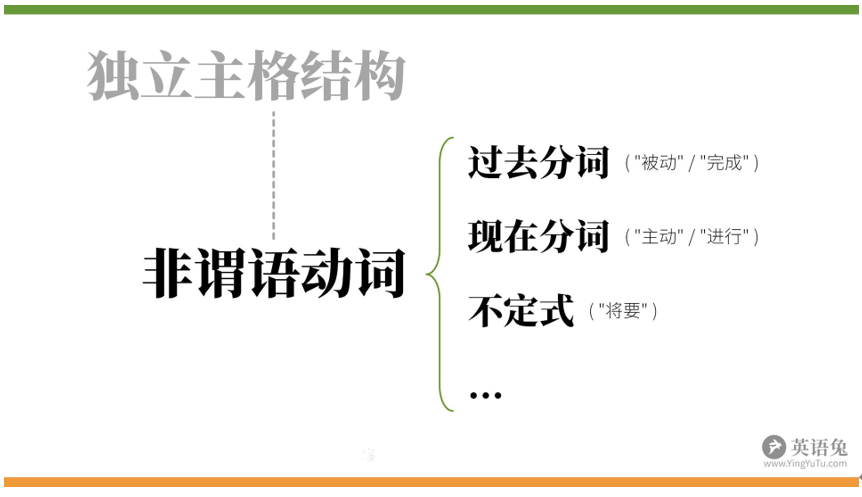 独立主格结构
过去分词 ( "被动" / "完成" )
现在分词 ( "主动" / "进行" )
非谓语动词
不定式 ( "将要" )
...
英语兔
www.YingYuTu.com